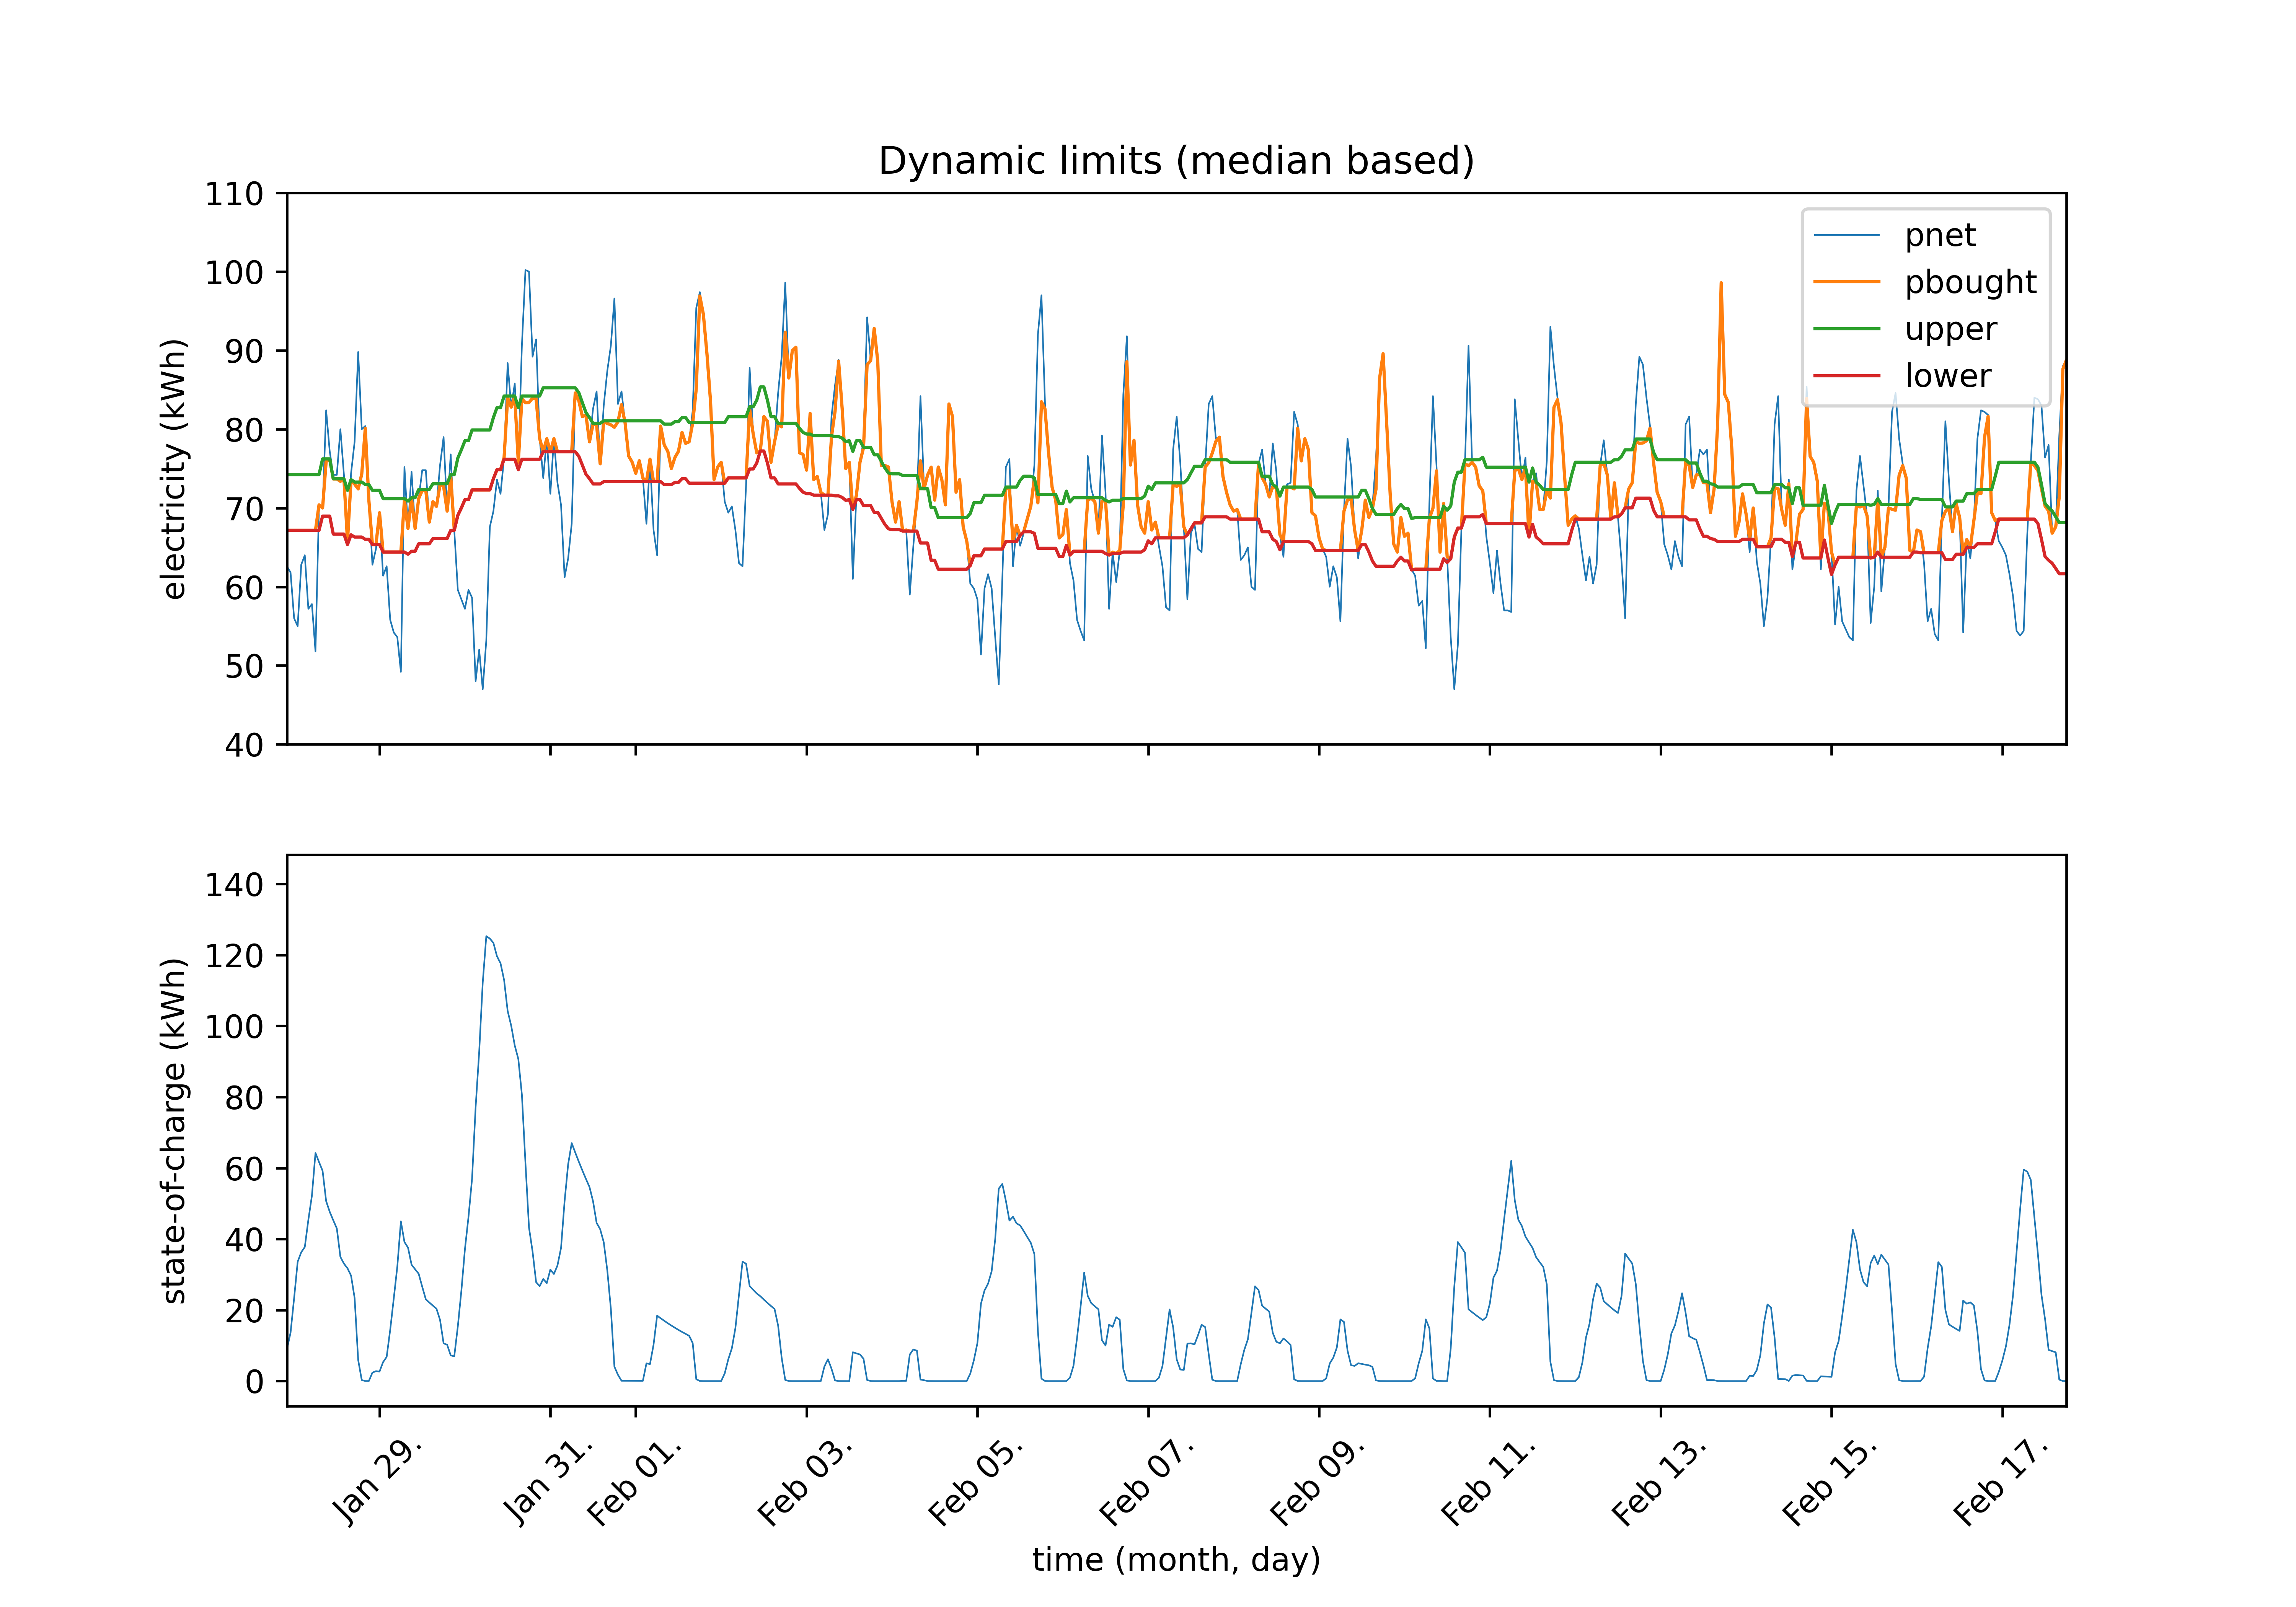 Dynamic limits (median based)
110
100
90
80
70
60
50
40
electricity (kWh)
pnet
pbought
upper
lower
140
120
100
80
60
40
20
0
state-of-charge (kWh)
Jan 29.
Jan 31.
Feb 01.
Feb 03.
Feb 05.
Feb 07.
Feb 09.
Feb 11.
Feb 13.
Feb 15.
Feb 17.
time (month, day)